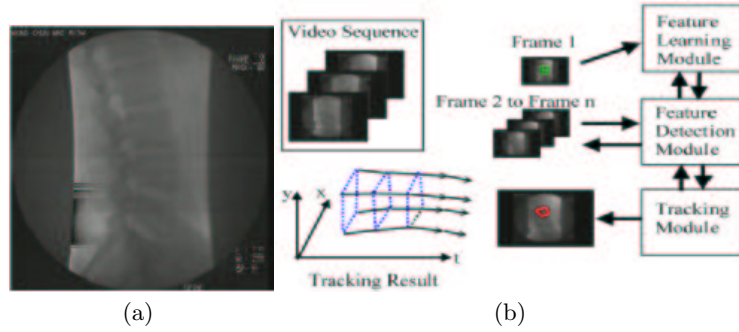 Video Sequence
Frame 1
Feature
Learning
Module
Frame 2 to Frame n
Feature
Detection
Module
y
x
t
Tracking Result
Tracking
Module
(a)
(b)